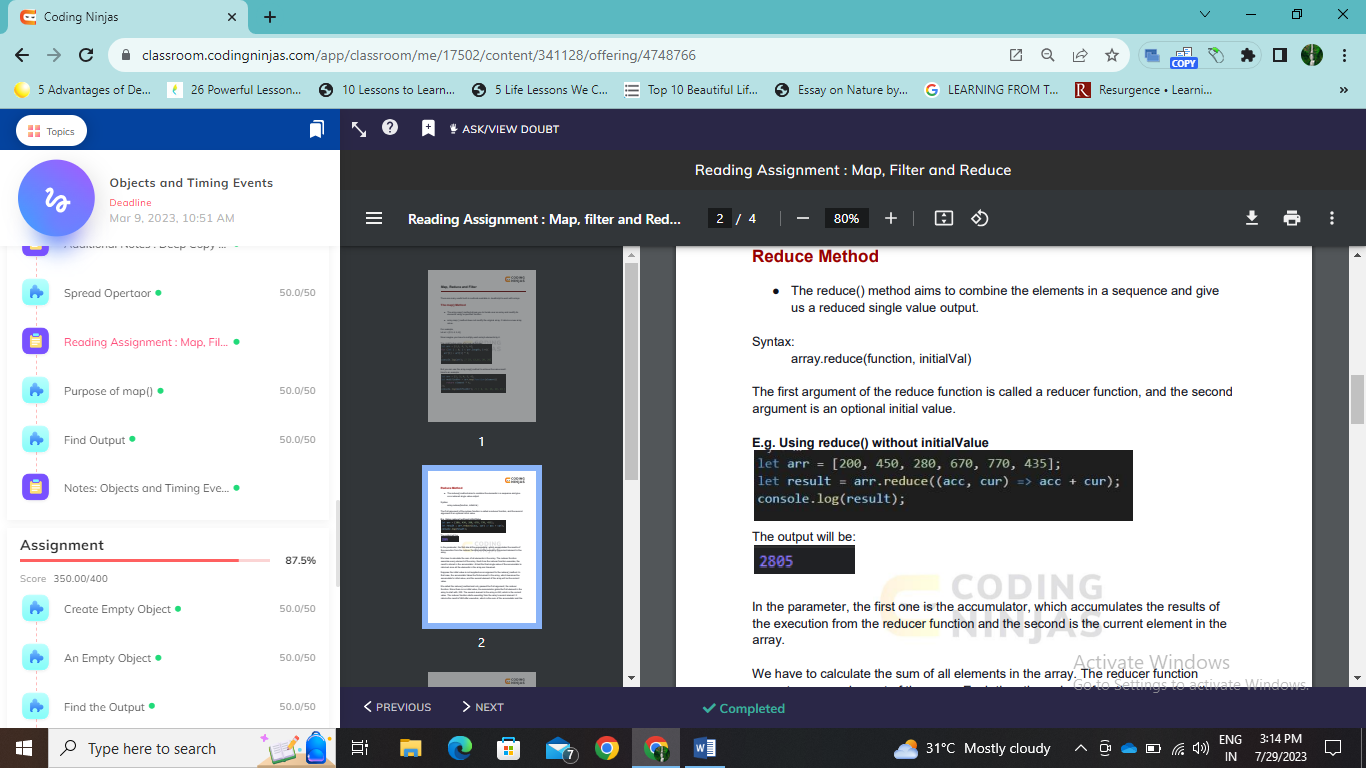 Coding Ninjas
classroom.codingninjas.com/app/classroom/me/17502/content/341128/offering/4748766
COPY
5 Advantages of De...
26 Powerful Lesson...
10 Lessons to Learn...
5 Life Lessons We C...
Top 10 Beautiful Lif...
Essay on Nature by...
LEARNING FROM T...
Resurgence • Learni...
»
Topics
ASK/VIEW DOUBT
Objects and Timing Events
Deadline
Mar 9, 2023, 10:51 AM
Additional Notes : Deep Copy ...
Spread Opertaor 50.0/50
Reading Assignment : Map, Fil...
Purpose of map() 50.0/50
Find Output 50.0/50
Notes: Objects and Timing Eve...
Assignment
87.5%
Score 350.00/400
Create Empty Object 50.0/50
An Empty Object 50.0/50
Find the Output 50.0/50
Reading Assignment : Map, Filter and Reduce
Reading Assignment : Map, filter and Red...
2 / 4
80%
1
2
Reduce Method
● The reduce() method aims to combine the elements in a sequence and give
us a reduced single value output.
Syntax:
array.reduce(function, initialVal)
The first argument of the reduce function is called a reducer function, and the second
argument is an optional initial value.
E.g. Using reduce() without initialValue
let arr = [200, 450, 280, 670, 770, 435];
let result = arr.reduce((acc, cur) => acc + cur);
console.log(result);
The output will be:
2805
CODING
NINJAS
In the parameter, the first one is the accumulator, which accumulates the results of
the execution from the reducer function and the second is the current element in the
array.
We have to calculate the sum of all elements in the array. The reducer function
Activate Windows
Go to Settings to activate Windows.
PREVIOUS
NEXT
Completed
Type here to search
7
31°C Mostly cloudy
ENG
IN
3:14 PM
7/29/2023